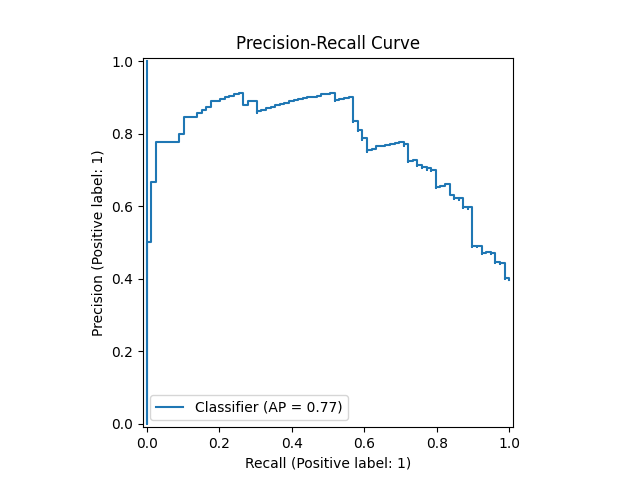 Precision-Recall Curve
Precision (Positive label: 1)
1.0
0.8
0.6
0.4
0.2
0.0
Classifier (AP = 0.77)
0.0 0.2 0.4 0.6 0.8 1.0
Recall (Positive label: 1)